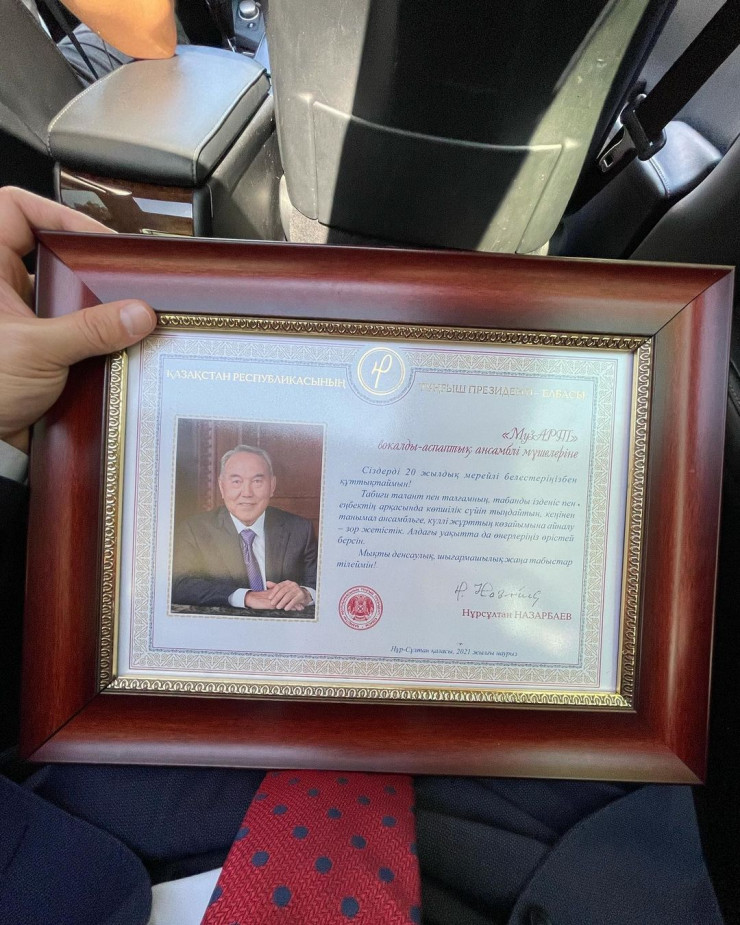 ҚАЗАҚСТАН РЕСПУБЛИКАСЫНЫҢ
ТҰҢҒЫШ ПРЕЗИДЕНТІ - ЕЛБАСЫ
«МузАРТ»
вокалды-аспаптық ансамблі мүшелеріне
Сіздерді 20 жылдық мерейлі белестеріңізбен
құттықтаймын!
Табиғи талант пен талғамның, табанды ізденіс пен
еңбектің арқасында көпшілік сүйіп тыңдайтын, кеңінен
танымал ансамбльге, күллі жұрттың қозайымына айналу
– зор жетістік. Алдағы уақытта да өнерлеріңіз өрістей
берсін.
Мықты денсаулық, шығармашылық жаңа табыстар
тілеймін!
Нұрсұлтан НАЗАРБАЕВ
Нұр-Сұлтан қаласы, 2021 жылғы наурыз